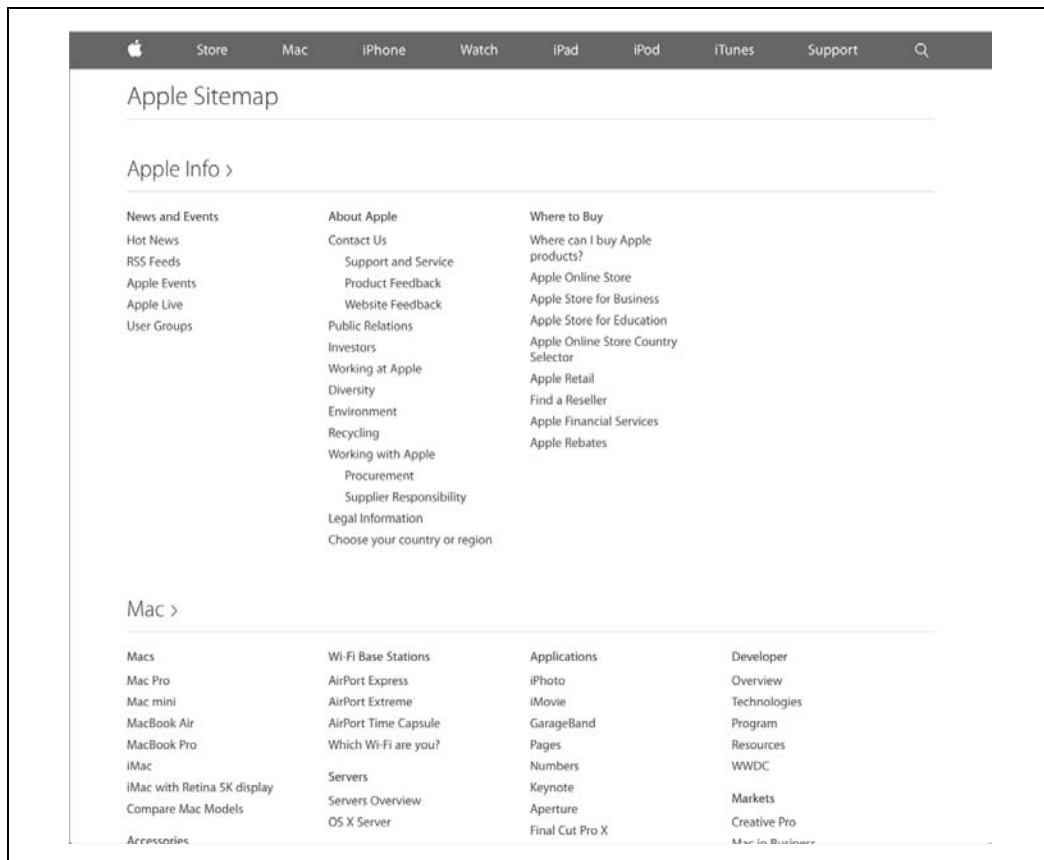 Store Mac iPhone Watch iPad iPod iTunes Support
Apple Sitemap
Apple Info >
News and Events
Hot News
RSS Feeds
Apple Events
Apple Live
User Groups
About Apple
Contact Us
Support and Service
Product Feedback
Website Feedback
Public Relations
Investors
Working at Apple
Diversity
Environment
Recycling
Working with Apple
Procurement
Supplier Responsibility
Legal Information
Choose your country or region
Where to Buy
Where can I buy Apple
products?
Apple Online Store
Apple Store for Business
Apple Store for Education
Apple Online Store Country
Selector
Apple Retail
Find a Reseller
Apple Financial Services
Apple Rebates
Mac >
Macs
Mac Pro
Mac mini
MacBook Air
MacBook Pro
iMac
iMac with Retina 5K display
Compare Mac Models
Accessories
Wi-Fi Base Stations
AirPort Express
AirPort Extreme
AirPort Time Capsule
Which Wi-Fi are you?
Servers
Servers Overview
OS X Server
Applications
iPhoto
iMovie
GarageBand
Pages
Numbers
Keynote
Aperture
Final Cut Pro X
Developer
Overview
Technologies
Program
Resources
WWDC
Markets
Creative Pro
Mac in Business